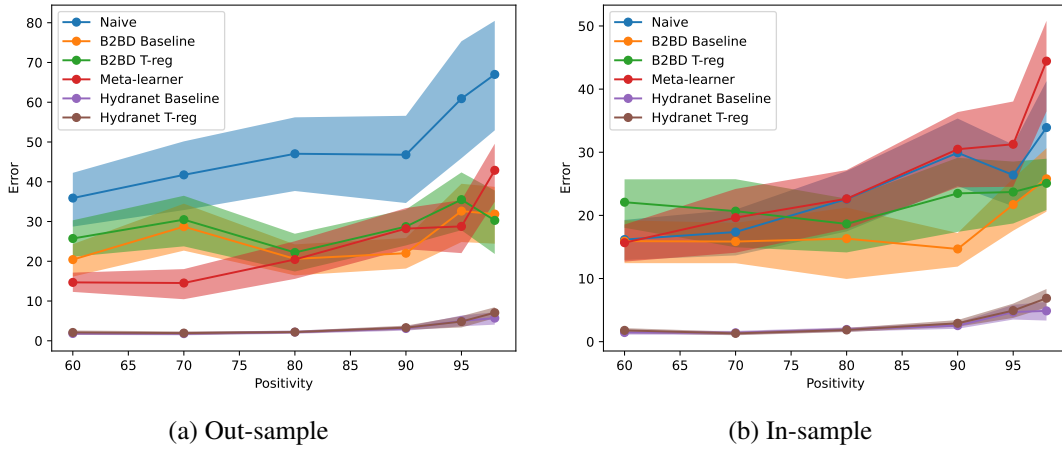 80
70
60
50
40
30
20
10
0
Error
Naive
B2BD Baseline
B2BD T-reg
Meta-learner
Hydranet Baseline
Hydranet T-reg
60 65 70 75 80 85 90 95
Positivity
(a) Out-sample
50
40
30
20
10
0
Error
Naive
B2BD Baseline
B2BD T-reg
Meta-learner
Hydranet Baseline
Hydranet T-reg
60 65 70 75 80 85 90 95
Positivity
(b) In-sample